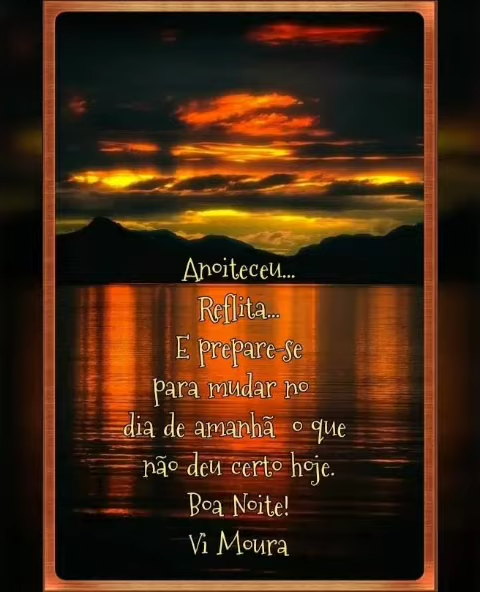 Anoiteceu...
Reflita...
E prepare-se
para mudar no
dia de amanhã o que
não deu certo hoje.
Boa Noite!
Vi Moura